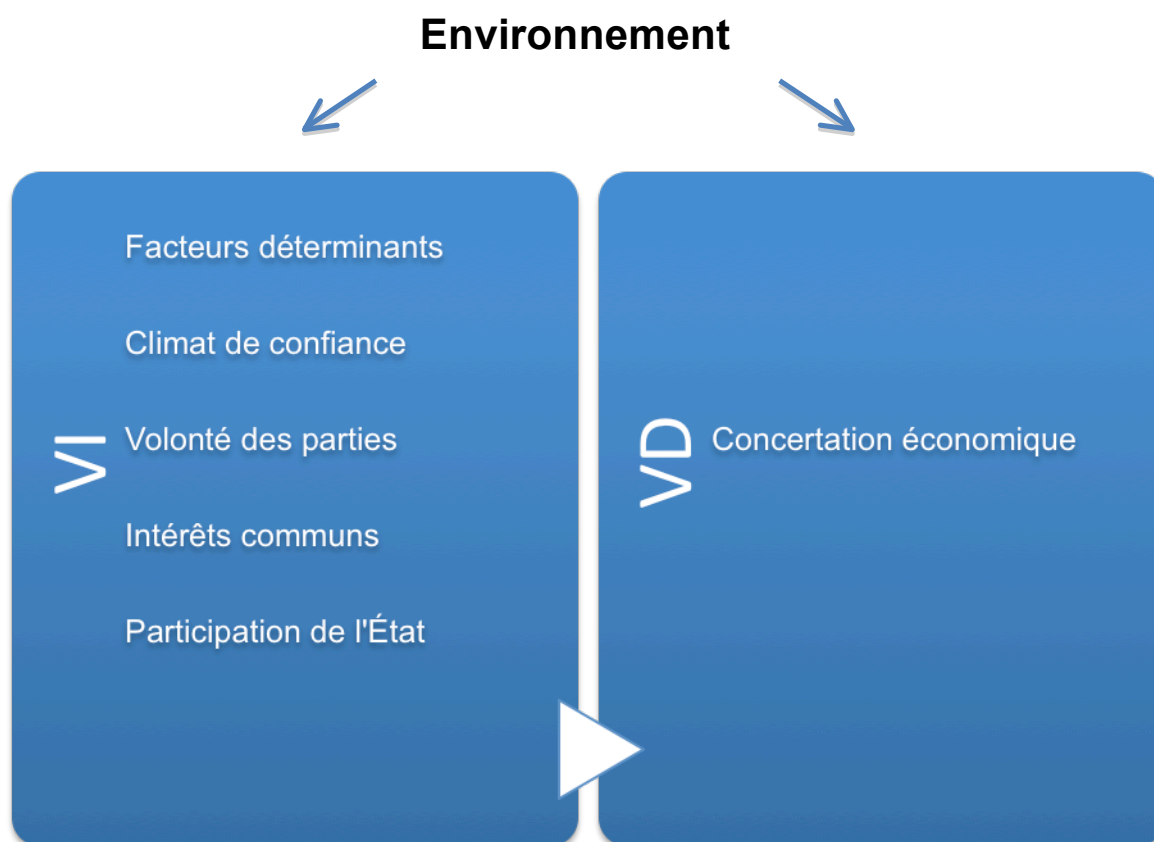 Environnement
Facteurs déterminants
Climat de confiance
VI
Volonté des parties
Intérêts communs
Participation de l'État
VD
Concertation économique